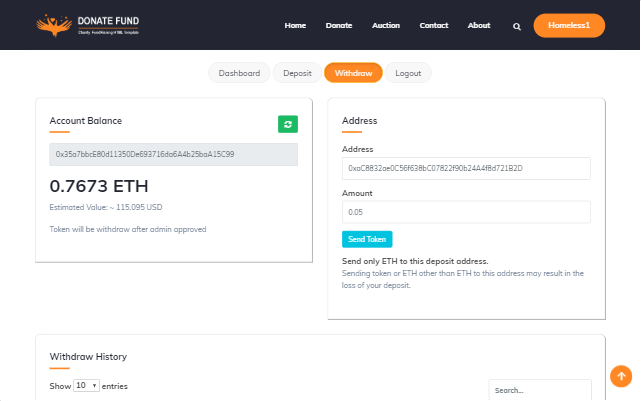 DONATE FUND
Charity Fundraising HTML Template
Home Donate Auction Contact About Homeless1
Dashboard Deposit Withdraw Logout
Account Balance
0x35a7bbcE80d11350De693716da6A4b25baA15C99
0.7673 ETH
Estimated Value: ~ 115.095 USD
Token will be withdraw after admin approved
Address
Address
0xaC8832ae0C56f638bC07822f90b24A4fBd721B2D
Amount
0.05
Send Token
Send only ETH to this deposit address.
Sending token or ETH other than ETH to this address may result in the
loss of your deposit.
Withdraw History
Show 10 entries
Search...